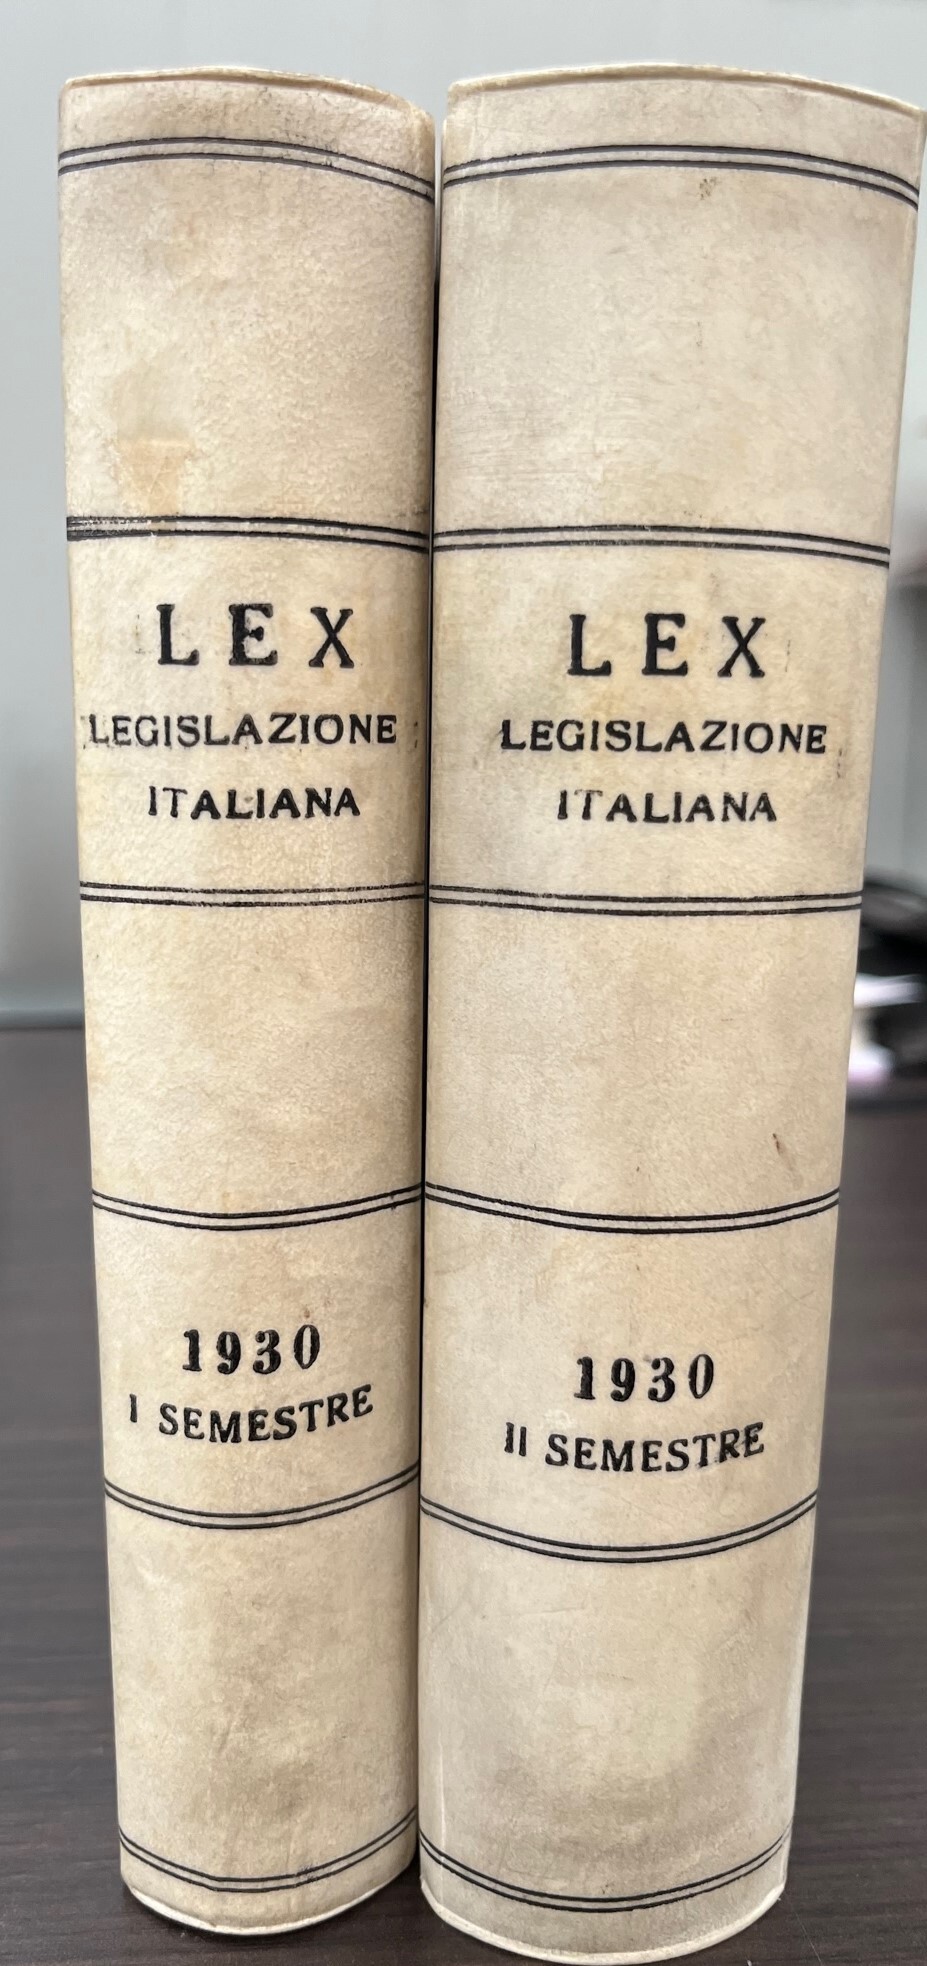 LEX
LEGISLAZIONE
ITALIANA
1930
I SEMESTRE
LEX
LEGISLAZIONE
ITALIANA
1930
II SEMESTRE